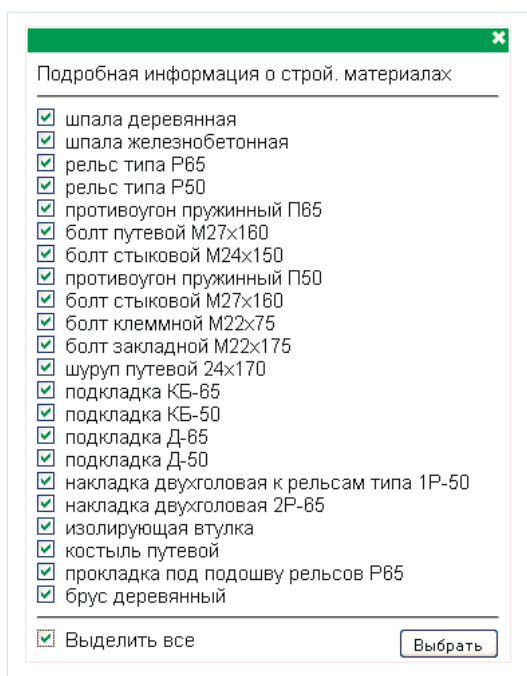 Подробная информация о строй. материалах
шпала деревянная
шпала железнобетонная
рельс типа Р65
рельс типа Р50
противоугон пружинный П65
болт путевой М27х160
болт стыковой М24х150
противоугон пружинный П50
болт стыковой М27х160
болт клеммной М22х75
болт закладной М22х175
шуруп путевой 24х170
подкладка КБ-65
подкладка КБ-50
подкладка Д-65
подкладка Д-50
накладка двухголовая к рельсам типа 1Р-50
накладка двухголовая 2Р-65
изолирующая втулка
костыль путевой
прокладка под подошву рельсов Р65
брус деревянный
Выделить все
Выбрать